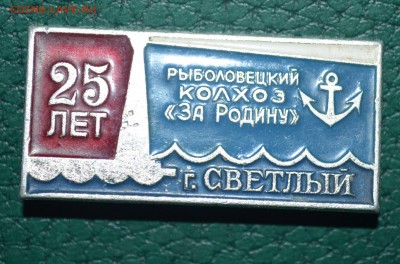 25
ЛЕТ
РЫБОЛОВЕЦКИЙ
КОЛХОЗ
«ЗА РОДИНУ»
г. СВЕТЛЫЙ